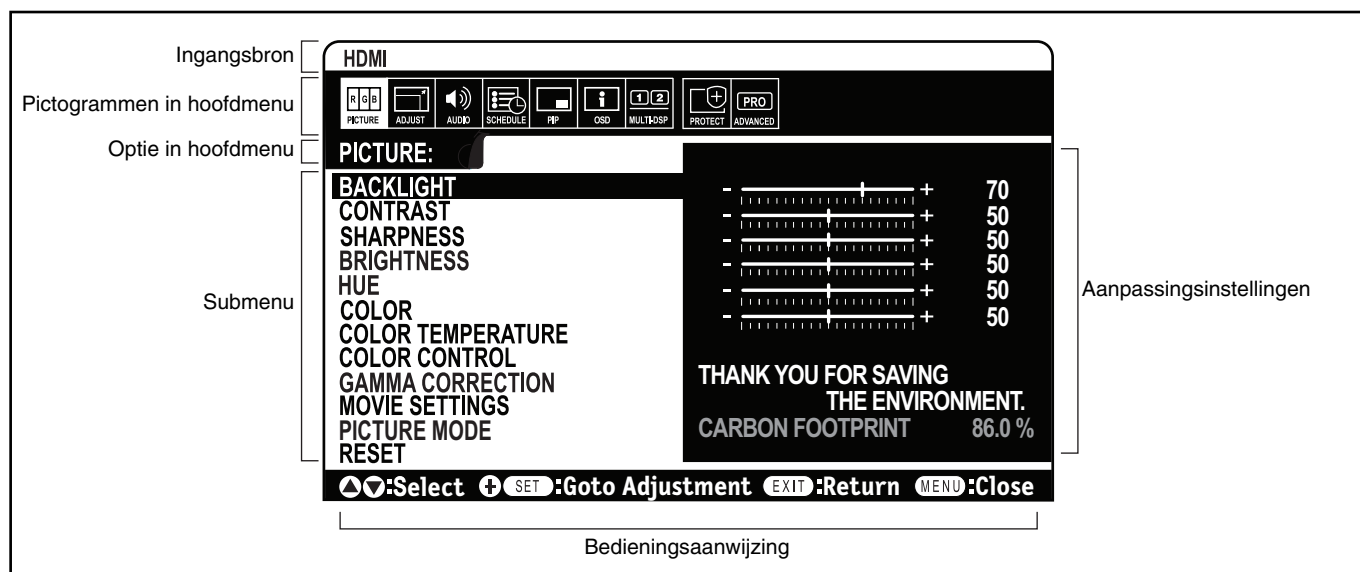 Ingangsbron
HDMI
Pictogrammen in hoofdmenu
R G B
PICTURE
ADJUST
AUDIO
SCHEDULE
PIP
i
OSD
1 2
MULTI-DSP
PROTECT
PRO
ADVANCED
Optie in hoofdmenu
PICTURE:
Submenu
BACKLIGHT - + 70
CONTRAST - + 50
SHARPNESS - + 50
BRIGHTNESS - + 50
HUE - + 50
COLOR - + 50
COLOR TEMPERATURE
COLOR CONTROL
GAMMA CORRECTION
MOVIE SETTINGS
PICTURE MODE
RESET
THANK YOU FOR SAVING
THE ENVIRONMENT.
CARBON FOOTPRINT 86.0 %
Aanpassingsinstellingen
:Select + SET :Goto Adjustment EXIT :Return MENU :Close
Bedieningsaanwijzing